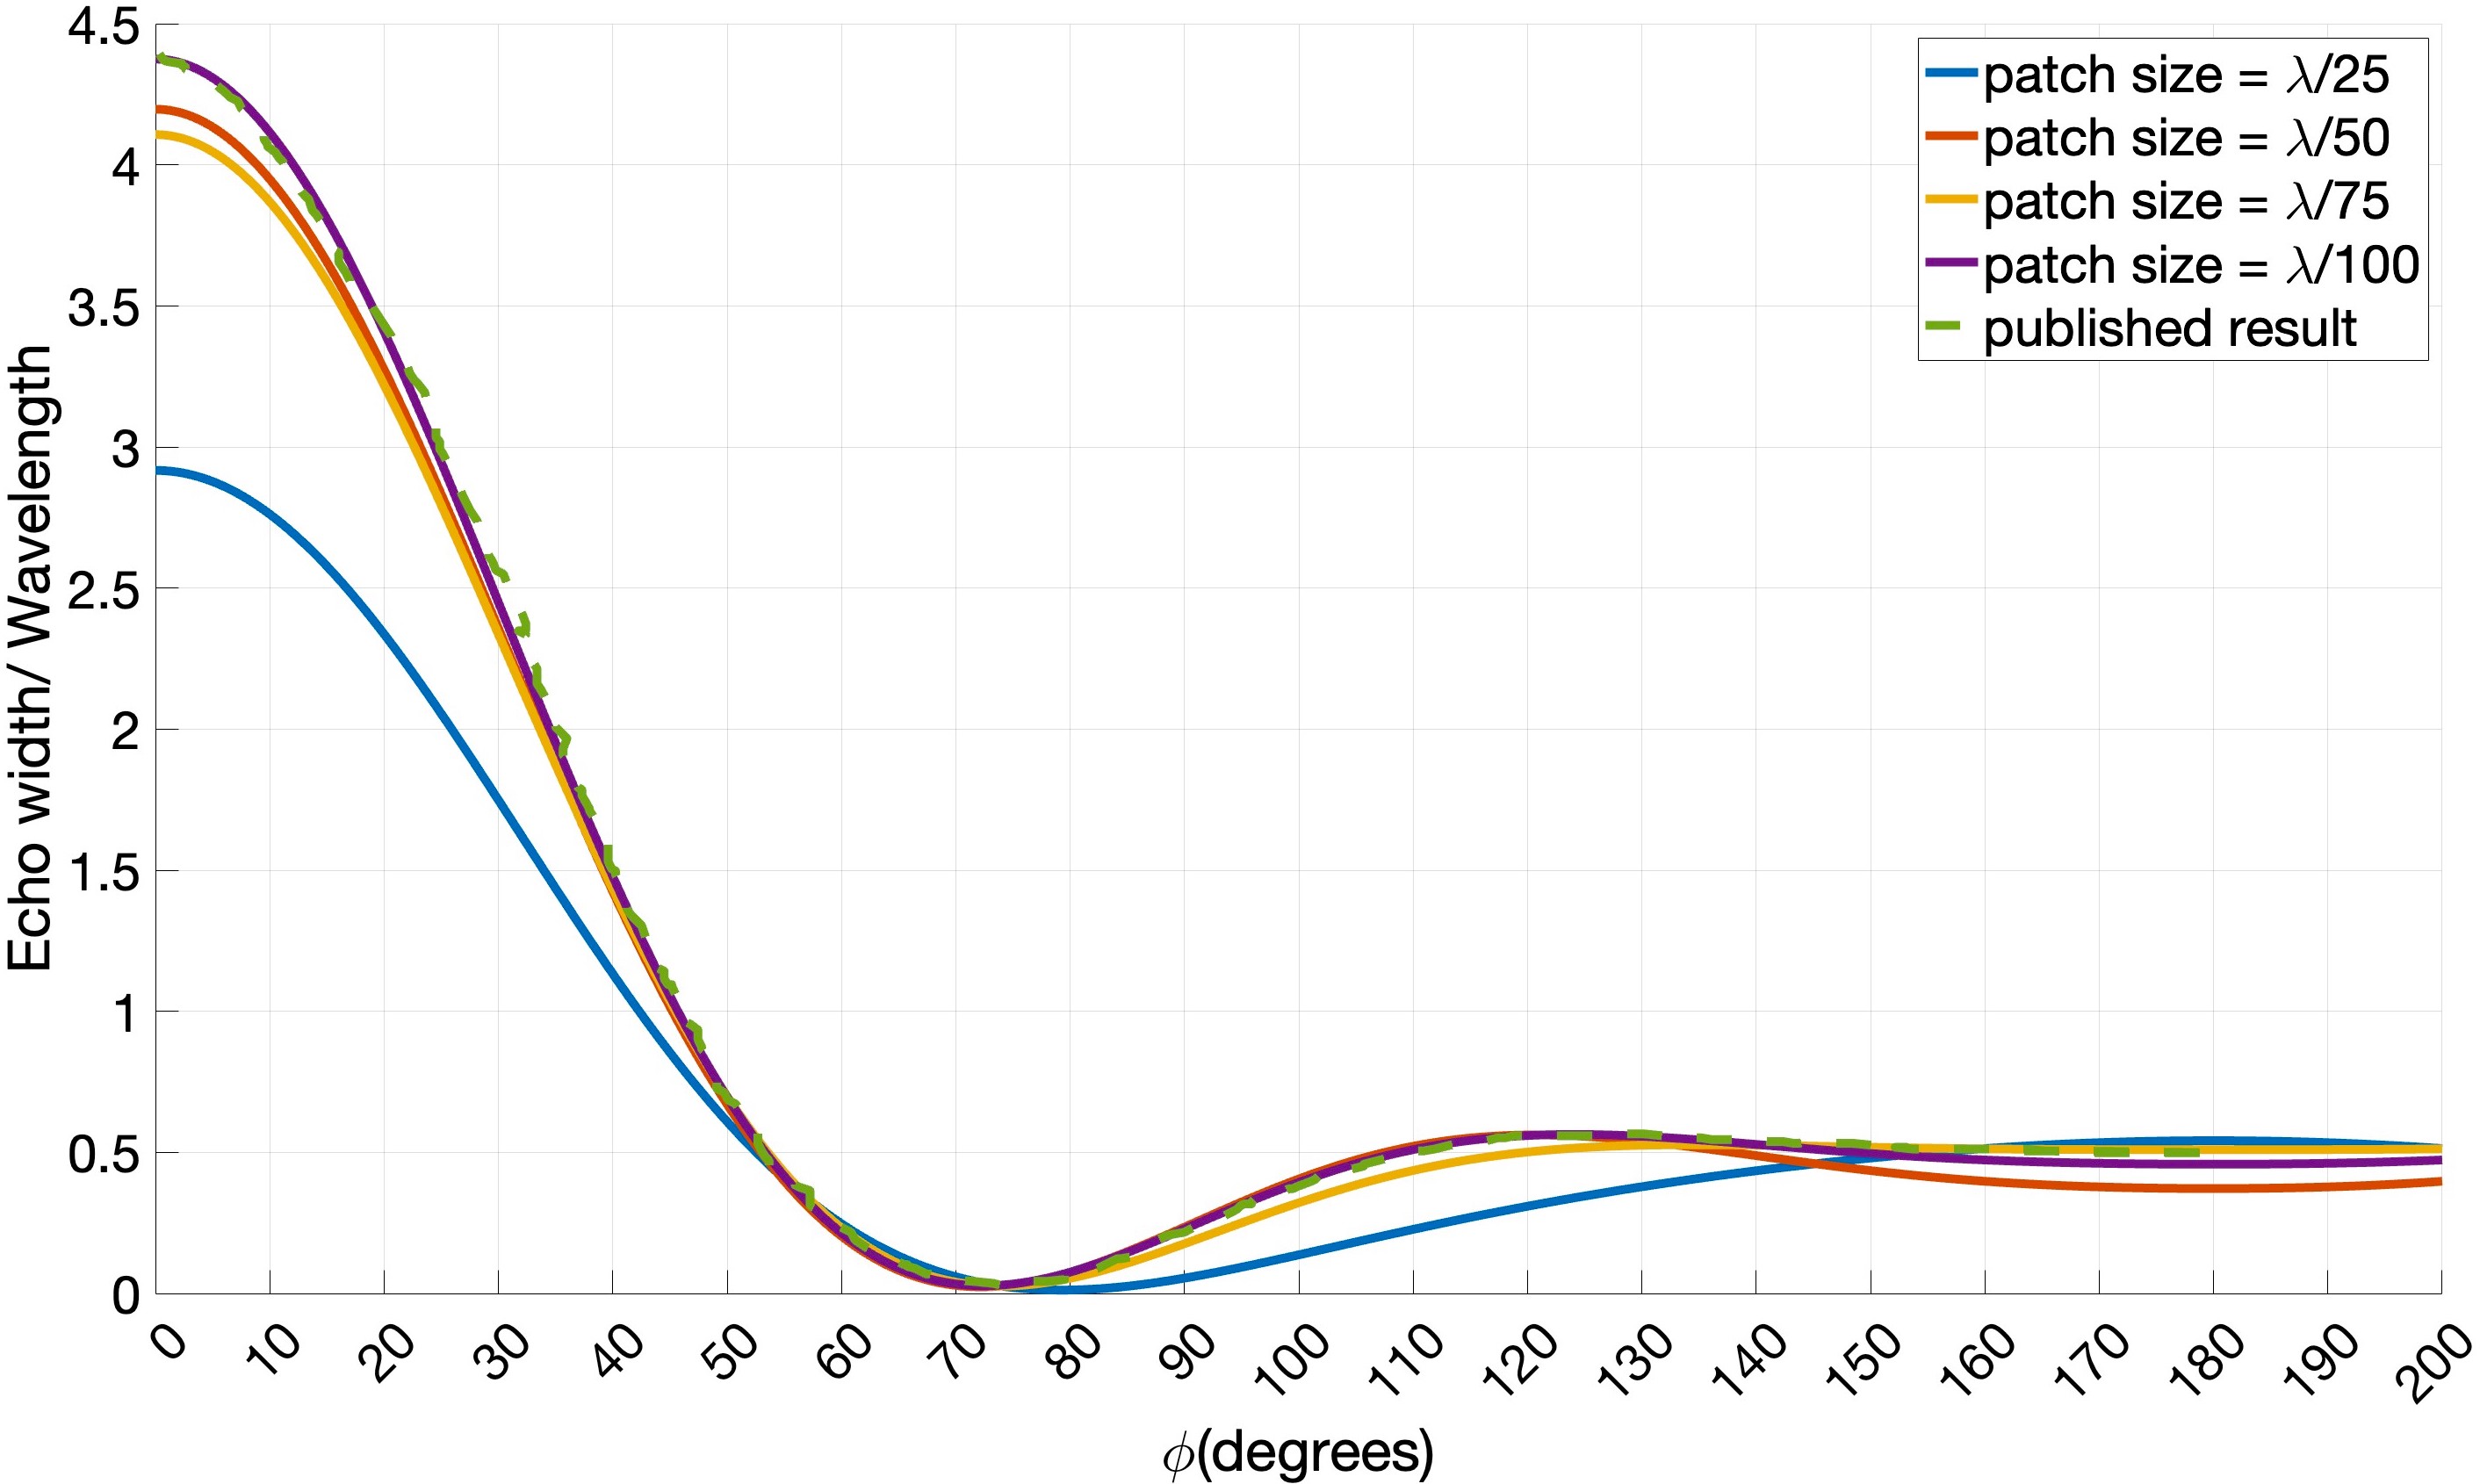 4.5
4
3.5
3
2.5
2
1.5
1
0.5
0
Echo width/ Wavelength
patch size = λ/25
patch size = λ/50
patch size = λ/75
patch size = λ/100
published result
0 10 20 30 40 50 60 70 80 90 100 110 120 130 140 150 160 170 180 190 200
ϕ(degrees)